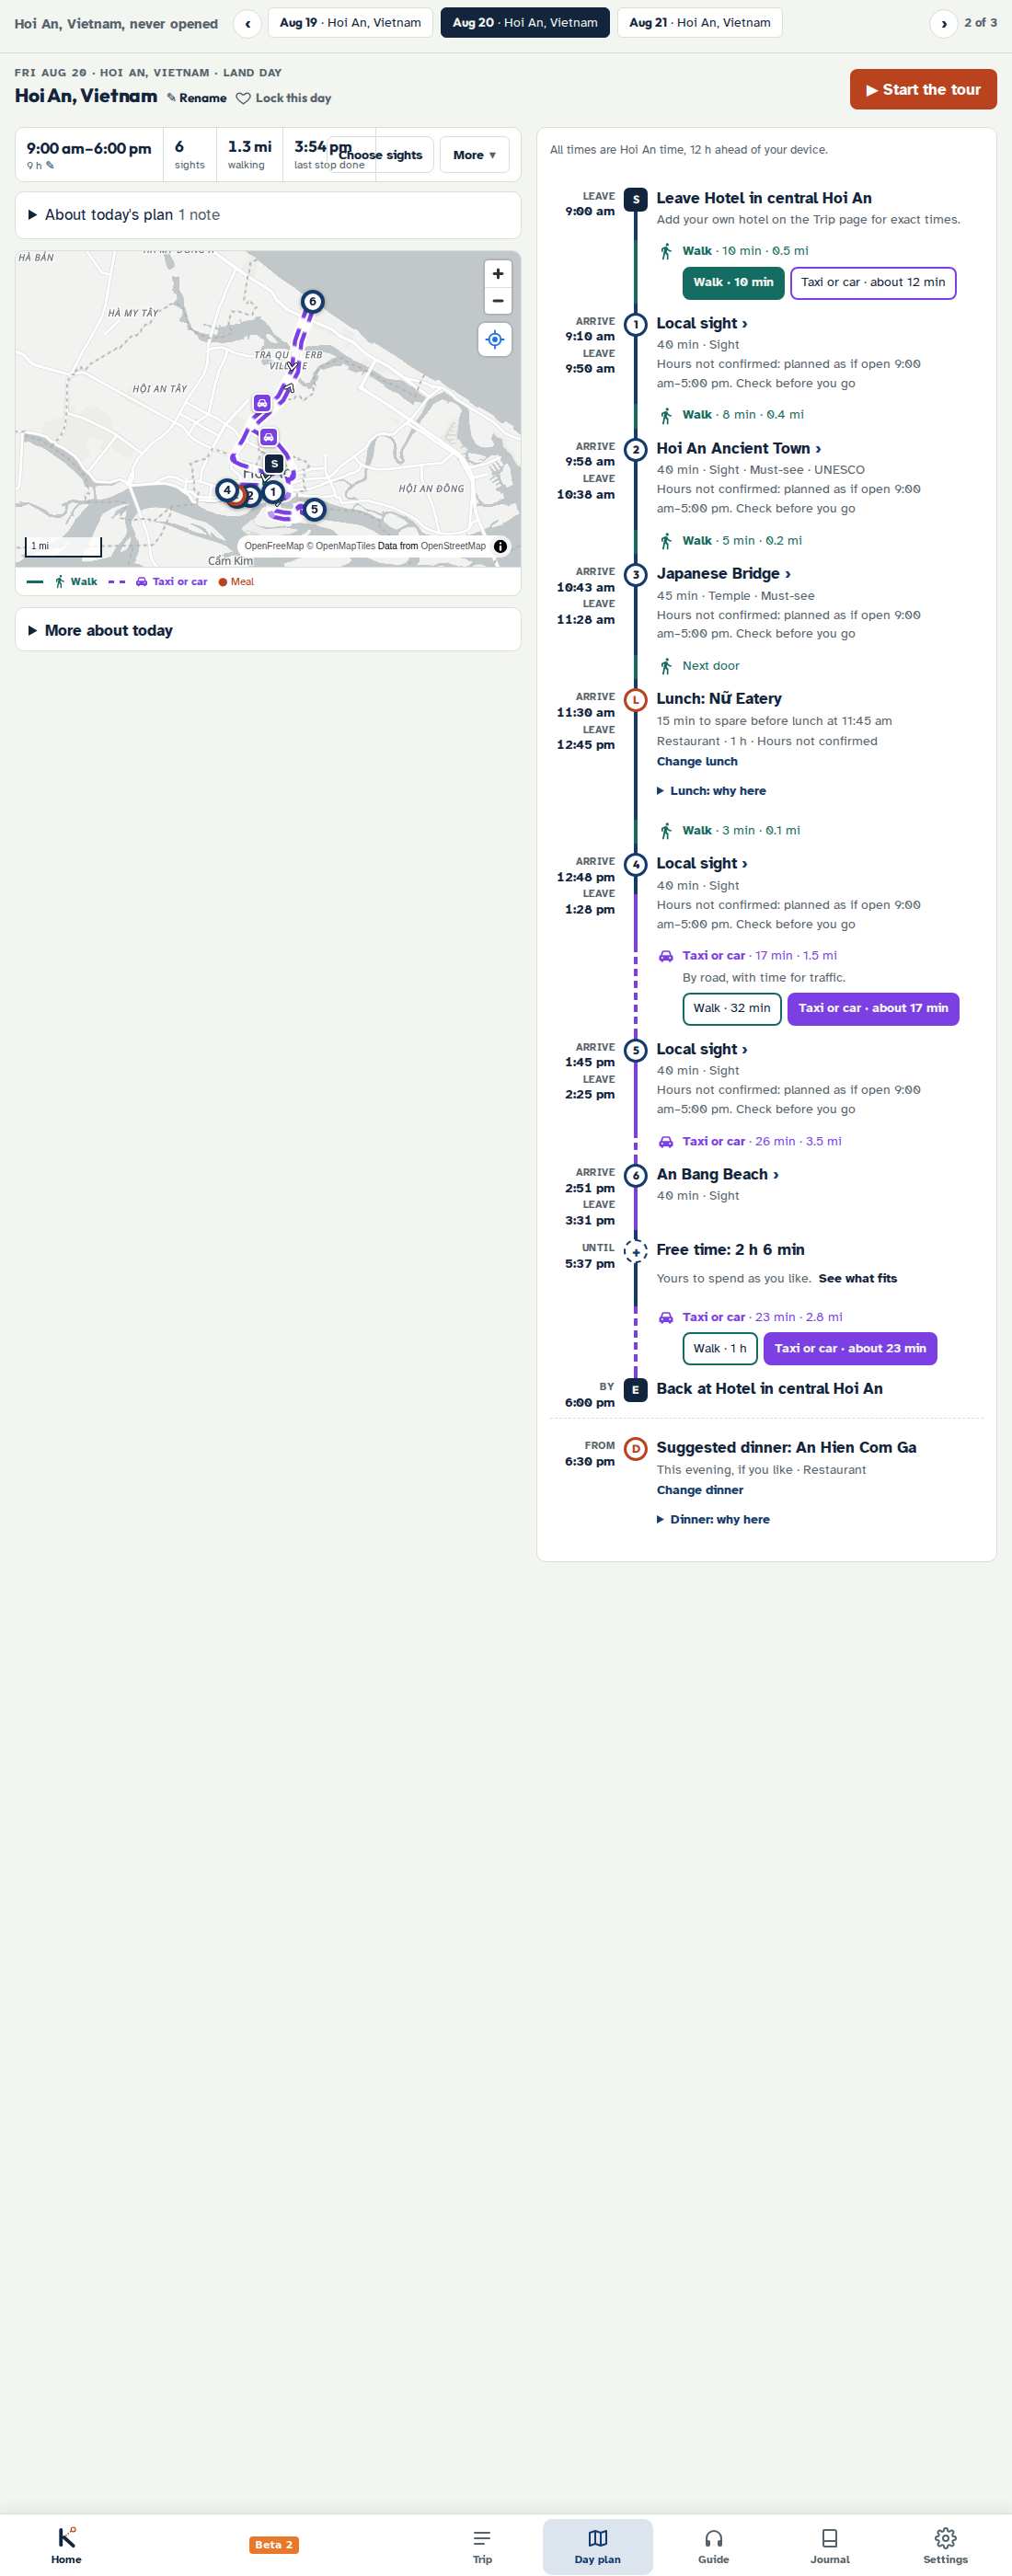 Hoi An, Vietnam, never opened
‹
Aug 19 · Hoi An, Vietnam
Aug 20 · Hoi An, Vietnam
Aug 21 · Hoi An, Vietnam
›
2 of 3
FRI AUG 20 · HOI AN, VIETNAM · LAND DAY
Hoi An, Vietnam
✎ Rename
Lock this day
▶ Start the tour
9:00 am–6:00 pm
9 h ✎
6
sights
1.3 mi
walking
3:54 pm
last stop done
Choose sights
More ▾
▶ About today's plan 1 note
HÀ BẢN
HÀ MY TÂY
HỘI AN TÂY
HỘI AN ĐÔNG
Cẩm Kim
6
S
4
2
1
5
+
−
1 mi
OpenFreeMap © OpenMapTiles Data from OpenStreetMap
Walk
Taxi or car
Meal
▶ More about today
All times are Hoi An time, 12 h ahead of your device.
LEAVE
9:00 am
S
Leave Hotel in central Hoi An
Add your own hotel on the Trip page for exact times.
Walk · 10 min · 0.5 mi
Walk · 10 min
Taxi or car · about 12 min
ARRIVE
9:10 am
LEAVE
9:50 am
1
Local sight ›
40 min · Sight
Hours not confirmed: planned as if open 9:00
am–5:00 pm. Check before you go
Walk · 8 min · 0.4 mi
ARRIVE
9:58 am
LEAVE
10:38 am
2
Hoi An Ancient Town ›
40 min · Sight · Must-see · UNESCO
Hours not confirmed: planned as if open 9:00
am–5:00 pm. Check before you go
Walk · 5 min · 0.2 mi
ARRIVE
10:43 am
LEAVE
11:28 am
3
Japanese Bridge ›
45 min · Temple · Must-see
Hours not confirmed: planned as if open 9:00
am–5:00 pm. Check before you go
Next door
ARRIVE
11:30 am
LEAVE
12:45 pm
L
Lunch: Nữ Eatery
15 min to spare before lunch at 11:45 am
Restaurant · 1 h · Hours not confirmed
Change lunch
▶ Lunch: why here
Walk · 3 min · 0.1 mi
ARRIVE
12:48 pm
LEAVE
1:28 pm
4
Local sight ›
40 min · Sight
Hours not confirmed: planned as if open 9:00
am–5:00 pm. Check before you go
Taxi or car · 17 min · 1.5 mi
By road, with time for traffic.
Walk · 32 min
Taxi or car · about 17 min
ARRIVE
1:45 pm
LEAVE
2:25 pm
5
Local sight ›
40 min · Sight
Hours not confirmed: planned as if open 9:00
am–5:00 pm. Check before you go
Taxi or car · 26 min · 3.5 mi
ARRIVE
2:51 pm
LEAVE
3:31 pm
6
An Bang Beach ›
40 min · Sight
UNTIL
5:37 pm
+
Free time: 2 h 6 min
Yours to spend as you like. See what fits
Taxi or car · 23 min · 2.8 mi
Walk · 1 h
Taxi or car · about 23 min
BY
6:00 pm
E
Back at Hotel in central Hoi An
FROM
6:30 pm
D
Suggested dinner: An Hien Com Ga
This evening, if you like · Restaurant
Change dinner
▶ Dinner: why here
Home
Beta 2
Trip
Day plan
Guide
Journal
Settings